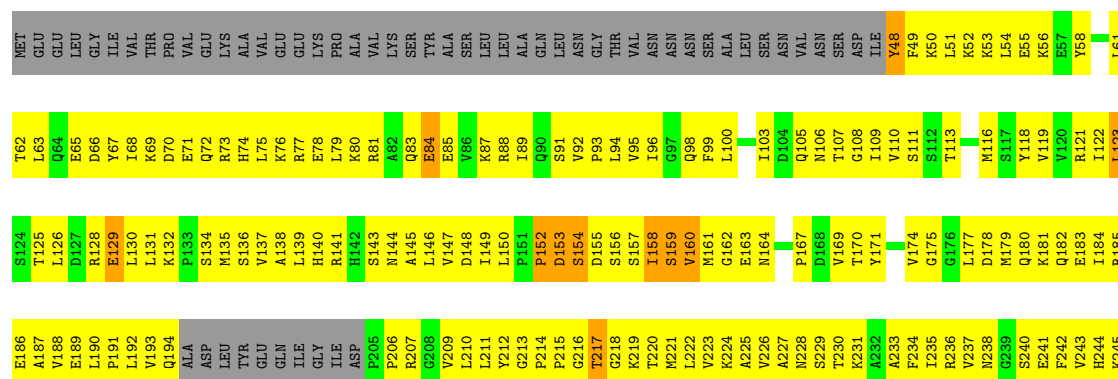 MET GLU GLU LEU GLY ILE VAL THR PRO VAL GLU LYS ALA VAL GLU GLU LYS PRO ALA VAL LYS SER TYR ALA SER LEU LEU ALA GLN LEU ASN GLY THR VAL ASN ASN ASN SER ALA LEU SER ASN VAL ASN SER ASP ILE Y48 F49 K50 L51 K52 K53 L54 E55 K56 E57 Y58 I61
T62 L63 Q64 E65 D66 Y67 I68 K69 D70 E71 Q72 R73 H74 L75 K76 R77 E78 L79 K80 R81 A82 Q83 E84 E85 V86 K87 R88 I89 Q90 S91 V92 P93 L94 V95 I96 G97 Q98 F99 L100 I103 D104 Q105 N106 T107 G108 I109 V110 S111 S112 T113 M116 S117 Y118 V119 V120 R121 I122 L123
S124 T125 L126 D127 R128 E129 L130 L131 K132 P133 S134 M135 S136 V137 A138 L139 H140 R141 H142 S143 N144 A145 L146 V147 D148 I149 L150 P151 P152 D153 S154 D155 S156 S157 I158 S159 V160 M161 G162 E163 N164 P167 D168 V169 T170 Y171 V174 G175 G176 L177 D178 M179 Q180 K181 Q182 E183 I184 R185
E186 A187 V188 E189 L190 P191 L192 V193 Q194 ALA ASP LEU TYR GLU GLN ILE GLY ILE ASP P205 P206 R207 G208 V209 L210 L211 Y212 G213 P214 P215 G216 T217 G218 K219 T220 M221 L222 V223 K224 A225 V226 A227 N228 S229 T230 K231 A232 A233 F234 I235 R236 V237 N238 G239 S240 E241 F242 V243 H244